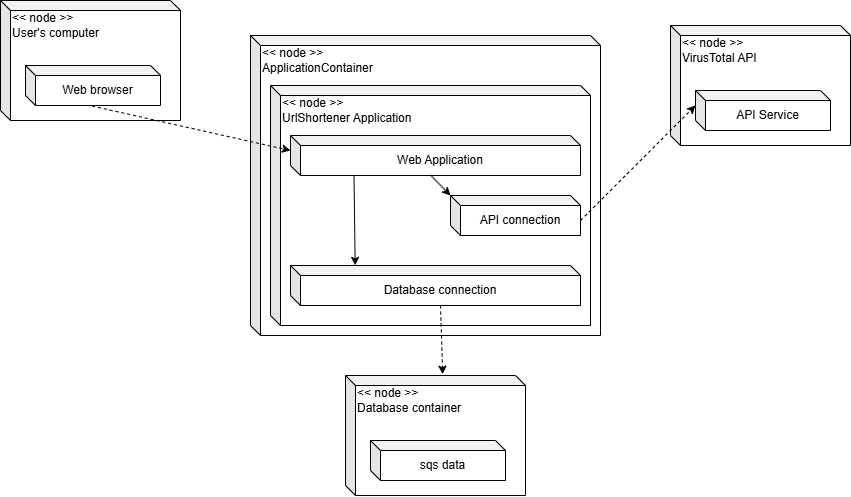 << node >>
User's computer
Web browser
<< node >>
ApplicationContainer
<< node >>
UrlShortener Application
Web Application
API connection
Database connection
<< node >>
VirusTotal API
API Service
<< node >>
Database container
sqs data